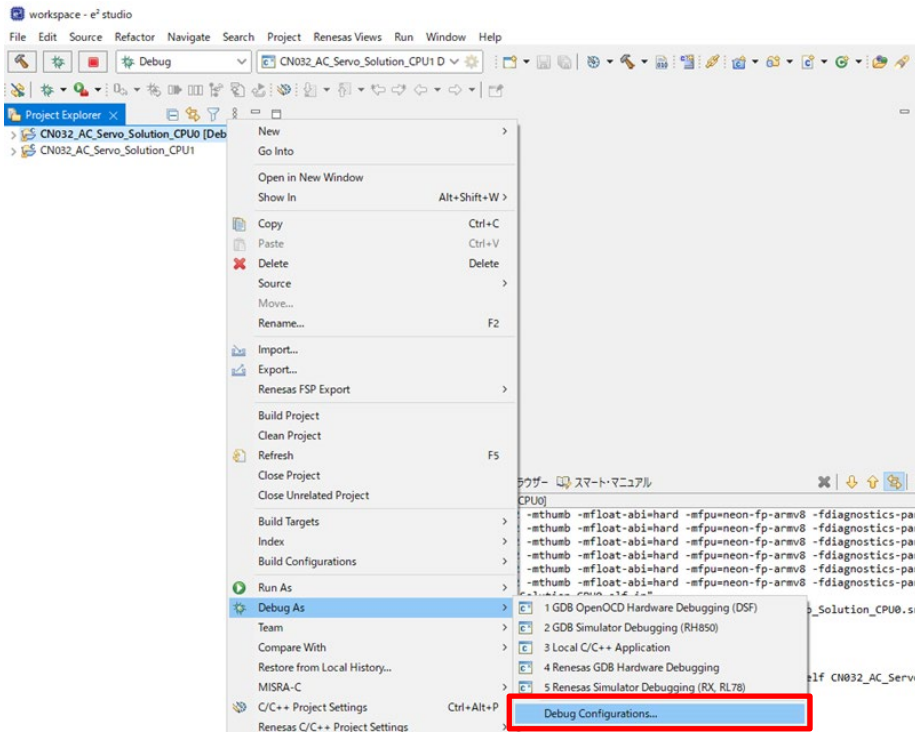 workspace - e² studio
File Edit Source Refactor Navigate Search Project Renesas Views Run Window Help
Debug
CN032_AC_Servo_Solution_CPU1 D
Project Explorer
CN032_AC_Servo_Solution_CPU0 [Deb
CN032_AC_Servo_Solution_CPU1
New
Go Into
Open in New Window
Show In Alt+Shift+W >
Copy Ctrl+C
Paste Ctrl+V
Delete Delete
Source
Move...
Rename... F2
Import...
Export...
Renesas FSP Export
Build Project
Clean Project
Refresh F5
Close Project
Close Unrelated Project
Build Targets
Index
Build Configurations
Run As
Debug As
Team
Compare With
Restore from Local History...
MISRA-C
C/C++ Project Settings Ctrl+Alt+P
Renesas C/C++ Project Settings
1 GDB OpenOCD Hardware Debugging (DSF)
2 GDB Simulator Debugging (RH850)
3 Local C/C++ Application
4 Renesas GDB Hardware Debugging
5 Renesas Simulator Debugging (RX, RL78)
Debug Configurations...
ラウザー スマート・マニュアル
CPU0]
-mthumb -mfloat-abi=hard -mfpu=neon-fp-armv8 -fdiagnostics-par
-mthumb -mfloat-abi=hard -mfpu=neon-fp-armv8 -fdiagnostics-par
-mthumb -mfloat-abi=hard -mfpu=neon-fp-armv8 -fdiagnostics-par
-mthumb -mfloat-abi=hard -mfpu=neon-fp-armv8 -fdiagnostics-par
-mthumb -mfloat-abi=hard -mfpu=neon-fp-armv8 -fdiagnostics-par
-mthumb -mfloat-abi=hard -mfpu=neon-fp-armv8 -fdiagnostics-par
_Solution_CPU0.s
elf CN032_AC_Serv